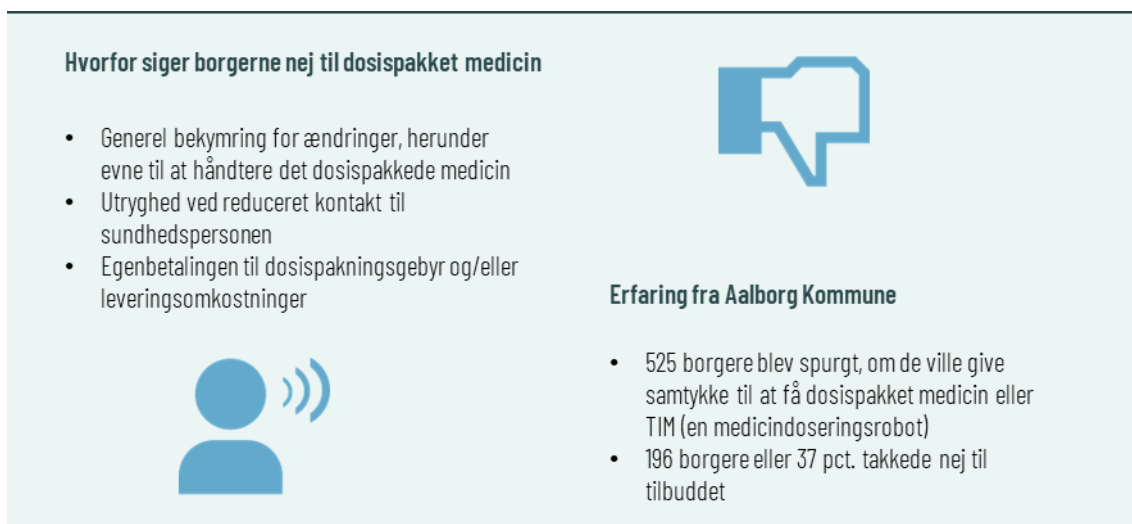 Hvorfor siger borgerne nej til dosispakket medicin
• Generel bekymring for ændringer, herunder
evne til at håndtere det dosispakkede medicin
• Utryghed ved reduceret kontakt til
sundhedspersonen
• Egenbetalingen til dosispakningsgebyr og/eller
leveringsomkostninger
Erfaring fra Aalborg Kommune
• 525 borgere blev spurgt, om de ville give
samtykke til at få dosispakket medicin eller
TIM (en medicindoseringsrobot)
• 196 borgere eller 37 pct. takkede nej til
tilbuddet